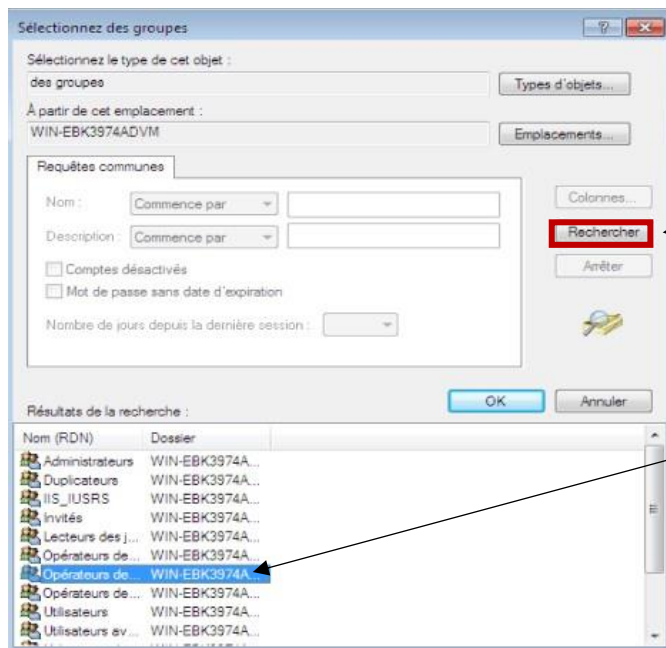 Sélectionnez des groupes
Sélectionnez le type de cet objet :
des groupes
Types d'objets...
À partir de cet emplacement :
WIN-EBK3974ADVM
Emplacements...
Requêtes communes
Nom :
Commence par
Colonnes...
Description :
Commence par
Rechercher
Comptes désactivés
Arrêter
Mot de passe sans date d'expiration
Nombre de jours depuis la dernière session :
OK
Annuler
Résultats de la recherche :
Nom (RDN) Dossier
Administrateurs WIN-EBK3974A...
Duplicateurs WIN-EBK3974A...
IIS_IUSRS WIN-EBK3974A...
Invités WIN-EBK3974A...
Lecteurs des j... WIN-EBK3974A...
Opérateurs de... WIN-EBK3974A...
Opérateurs de... WIN-EBK3974A...
Opérateurs de... WIN-EBK3974A...
Utilisateurs WIN-EBK3974A...
Utilisateurs av... WIN-EBK3974A...